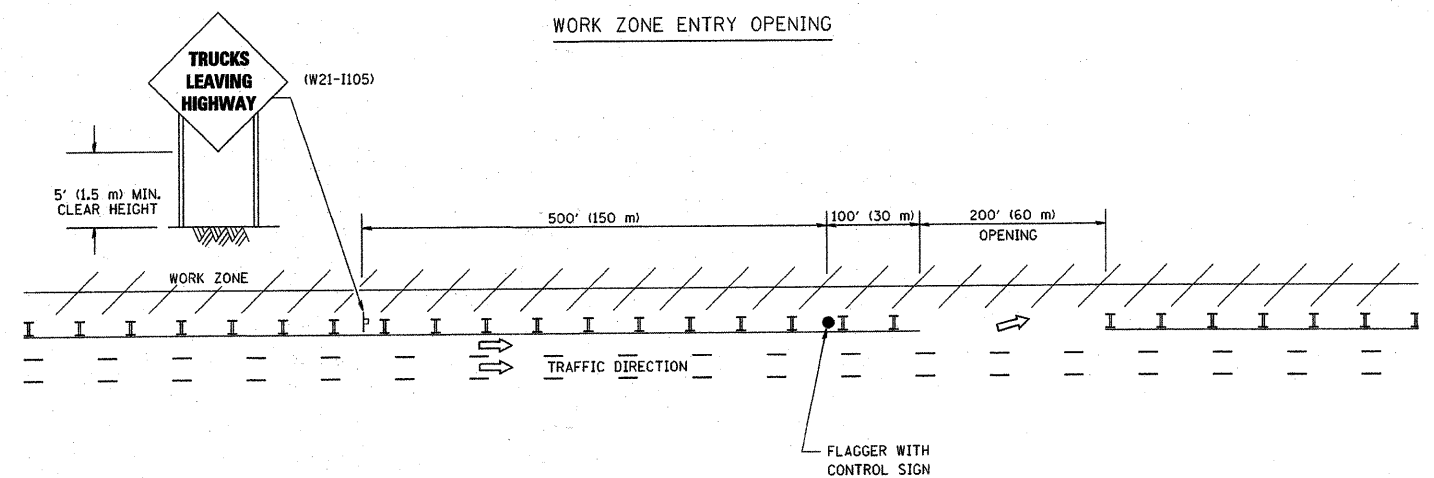 WORK ZONE ENTRY OPENING
TRUCKS
LEAVING
HIGHWAY
(W21-I105)
5' (1.5 m) MIN.
CLEAR HEIGHT
500' (150 m)
100' (30 m)
200' (60 m)
OPENING
WORK ZONE
TRAFFIC DIRECTION
FLAGGER WITH
CONTROL SIGN